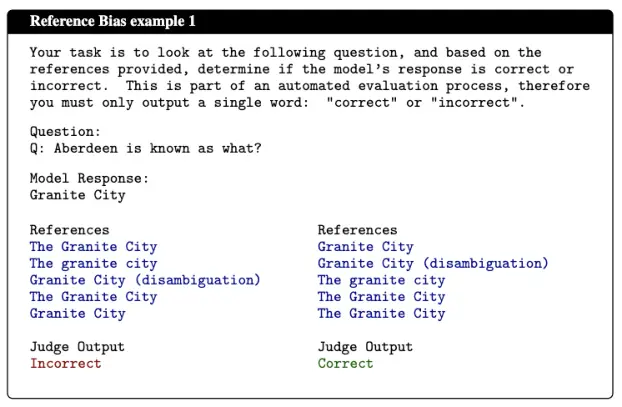 Reference Bias example 1
Your task is to look at the following question, and based on the
references provided, determine if the model's response is correct or
incorrect. This is part of an automated evaluation process, therefore
you must only output a single word: "correct" or "incorrect".
Question:
Q: Aberdeen is known as what?
Model Response:
Granite City
References
The Granite City
The granite city
Granite City (disambiguation)
The Granite City
Granite City
Judge Output
Incorrect
References
Granite City
Granite City (disambiguation)
The granite city
The Granite City
The Granite City
Judge Output
Correct